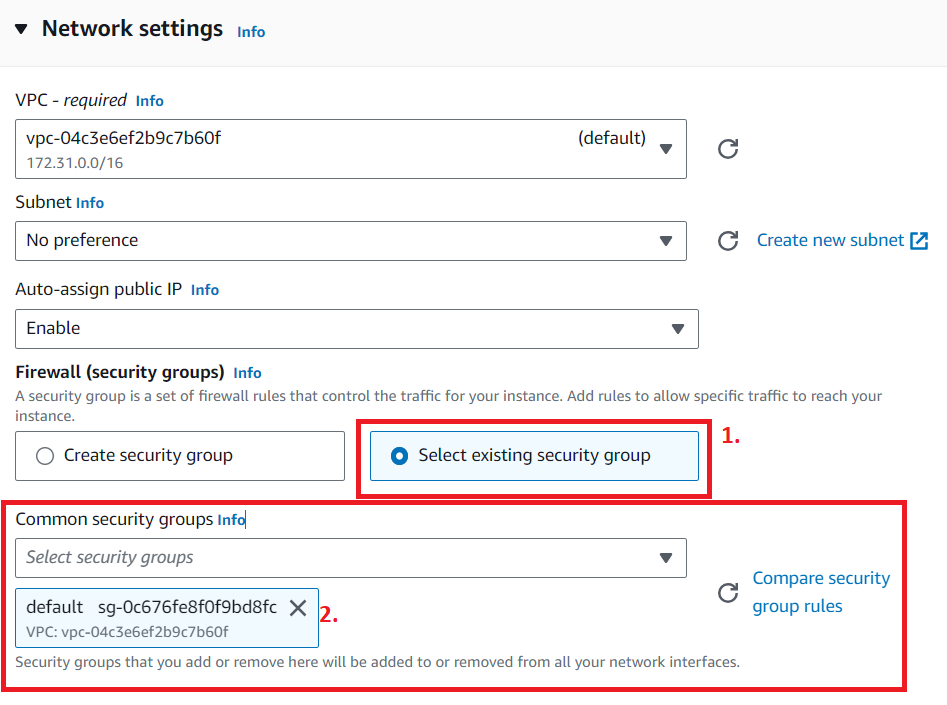 Network settings Info
VPC - required Info
vpc-04c3e6ef2b9c7b60f (default)
172.31.0.0/16
Subnet Info
No preference
Create new subnet
Auto-assign public IP Info
Enable
Firewall (security groups) Info
A security group is a set of firewall rules that control the traffic for your instance. Add rules to allow specific traffic to reach your
instance.
Create security group
Select existing security group
1.
Common security groups Info
Select security groups
Compare security
group rules
default sg-0c676fe8f0f9bd8fc
VPC: vpc-04c3e6ef2b9c7b60f
2.
Security groups that you add or remove here will be added to or removed from all your network interfaces.